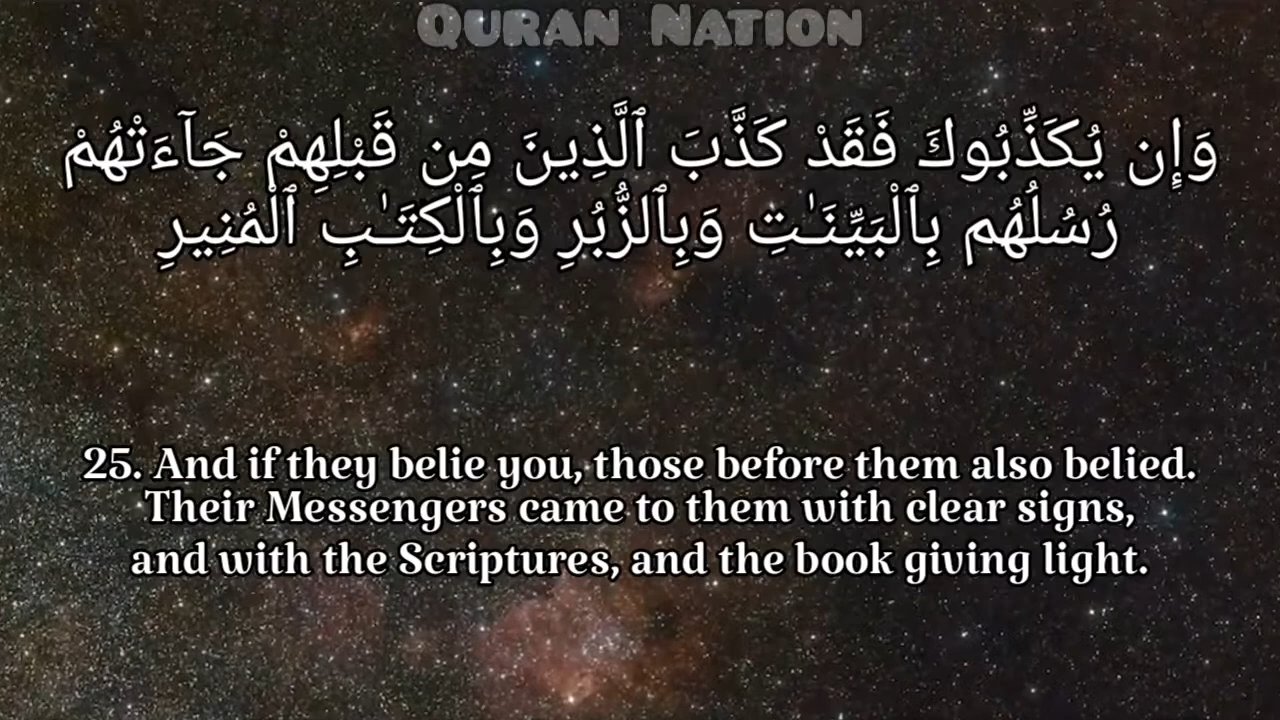 QURAN NATION
وَإِن يُكَذِّبُوكَ فَقَدْ كَذَّبَ ٱلَّذِينَ مِن قَبْلِهِمْ جَآءَتْهُمْ
رُسُلُهُم بِٱلْبَيِّنَـٰتِ وَبِٱلزُّبُرِ وَبِٱلْكِتَـٰبِ ٱلْمُنِيرِ
25. And if they belie you, those before them also belied.
Their Messengers came to them with clear signs,
and with the Scriptures, and the book giving light.